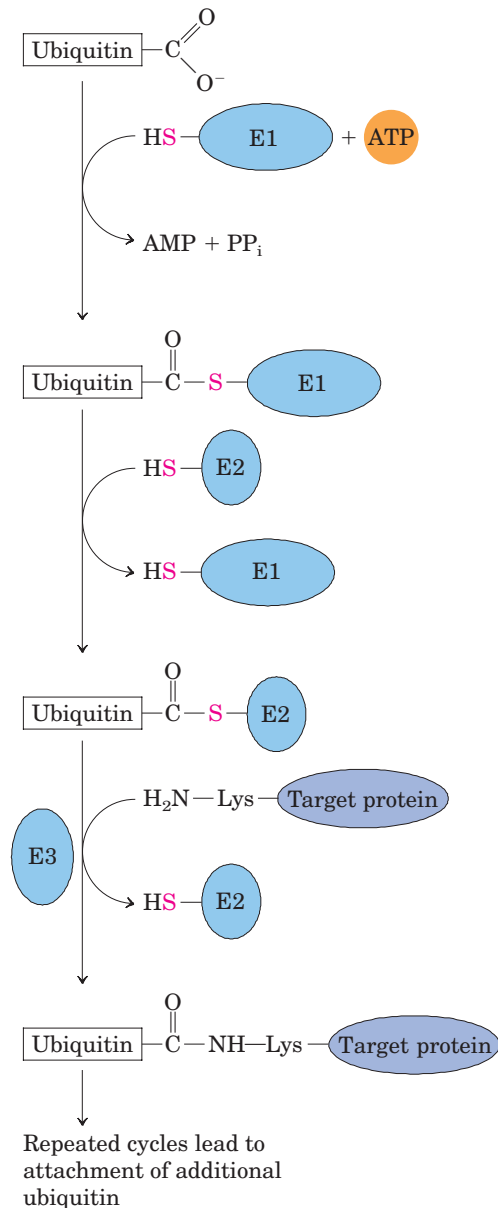 O
Ubiquitin C
O⁻
HS E1 + ATP
AMP + PPᵢ
O
Ubiquitin C S E1
HS E2
HS E1
O
Ubiquitin C S E2
H₂N Lys Target protein
E3
HS E2
O
Ubiquitin C NH Lys Target protein
Repeated cycles lead to
attachment of additional
ubiquitin